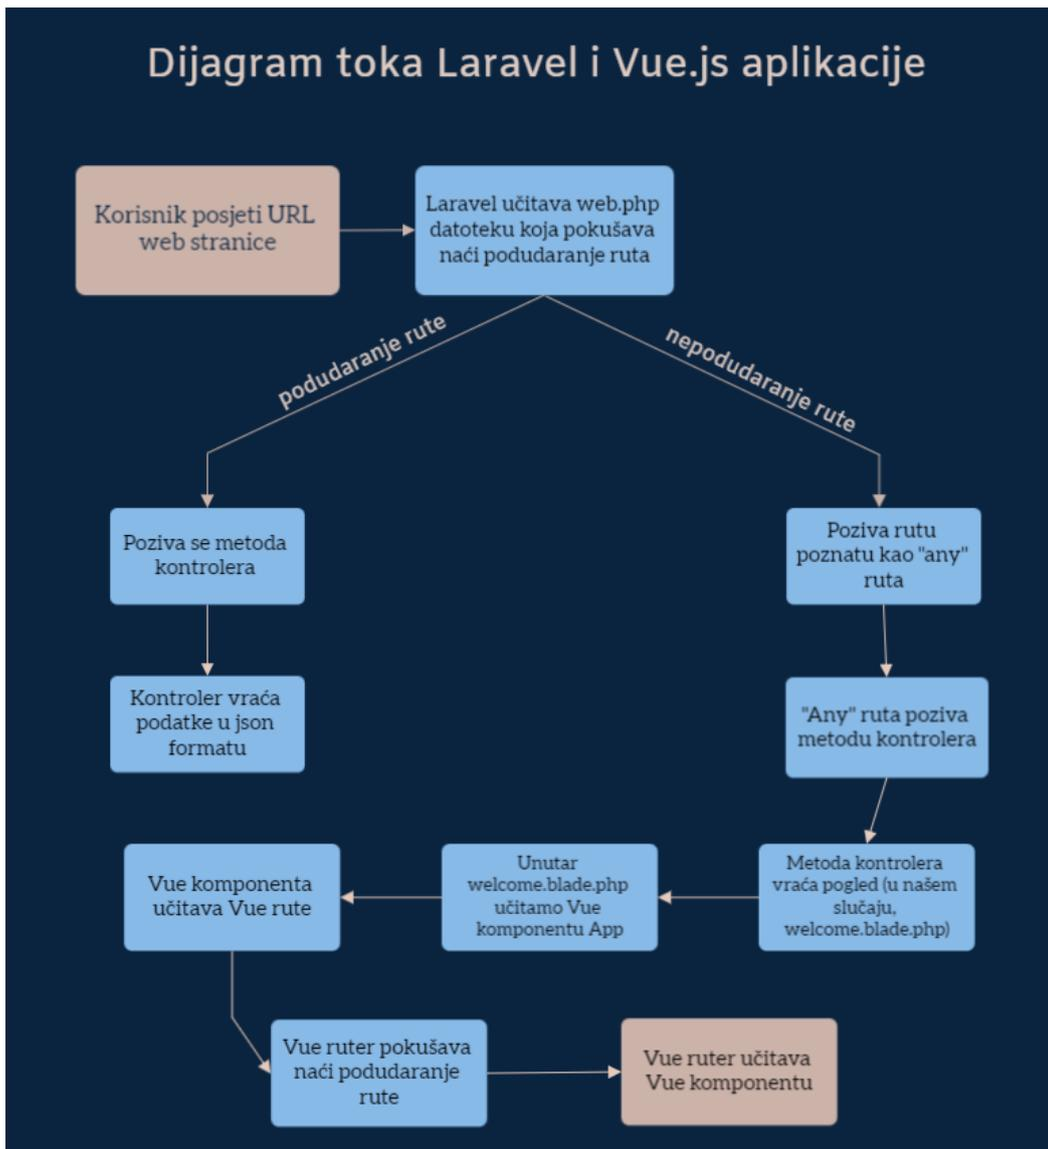 Dijagram toka Laravel i Vue.js aplikacije
Korisnik posjeti URL
web stranice
Laravel učitava web.php
datoteku koja pokušava
naći podudaranje ruta
podudaranje rute
nepodudaranje rute
Poziva se metoda
kontrolera
Poziva rutu
poznatu kao "any"
ruta
Kontroler vraća
podatke u json
formatu
"Any" ruta poziva
metodu kontrolera
Metoda kontrolera
vraća pogled (u našem
slučaju,
welcome.blade.php)
Unutar
welcome.blade.php
učitamo Vue
komponentu App
Vue komponenta
učitava Vue rute
Vue ruter pokušava
naći podudaranje
rute
Vue ruter učitava
Vue komponentu